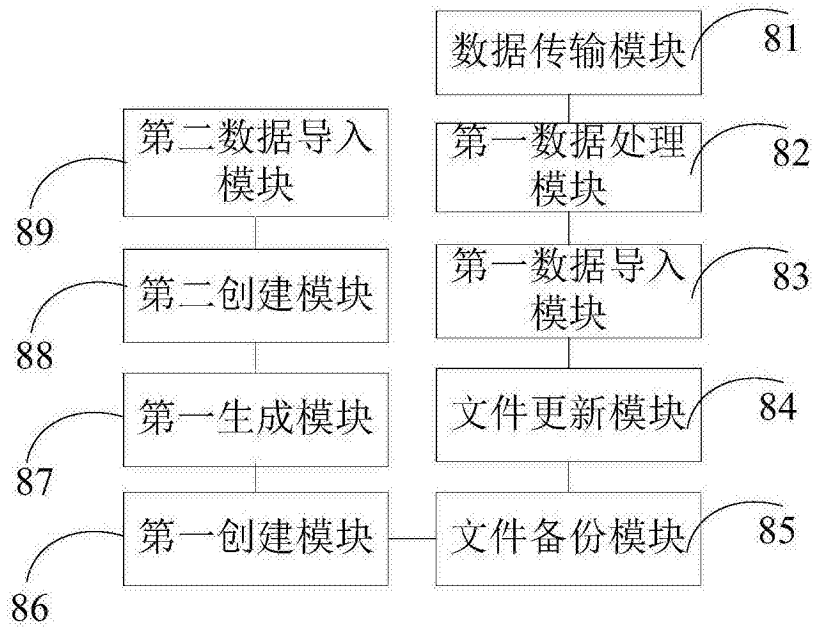 数据传输模块
81
第一数据处理
模块
82
第一数据导入
模块
83
文件更新模块
84
文件备份模块
85
第一创建模块
86
第一生成模块
87
第二创建模块
88
第二数据导入
模块
89